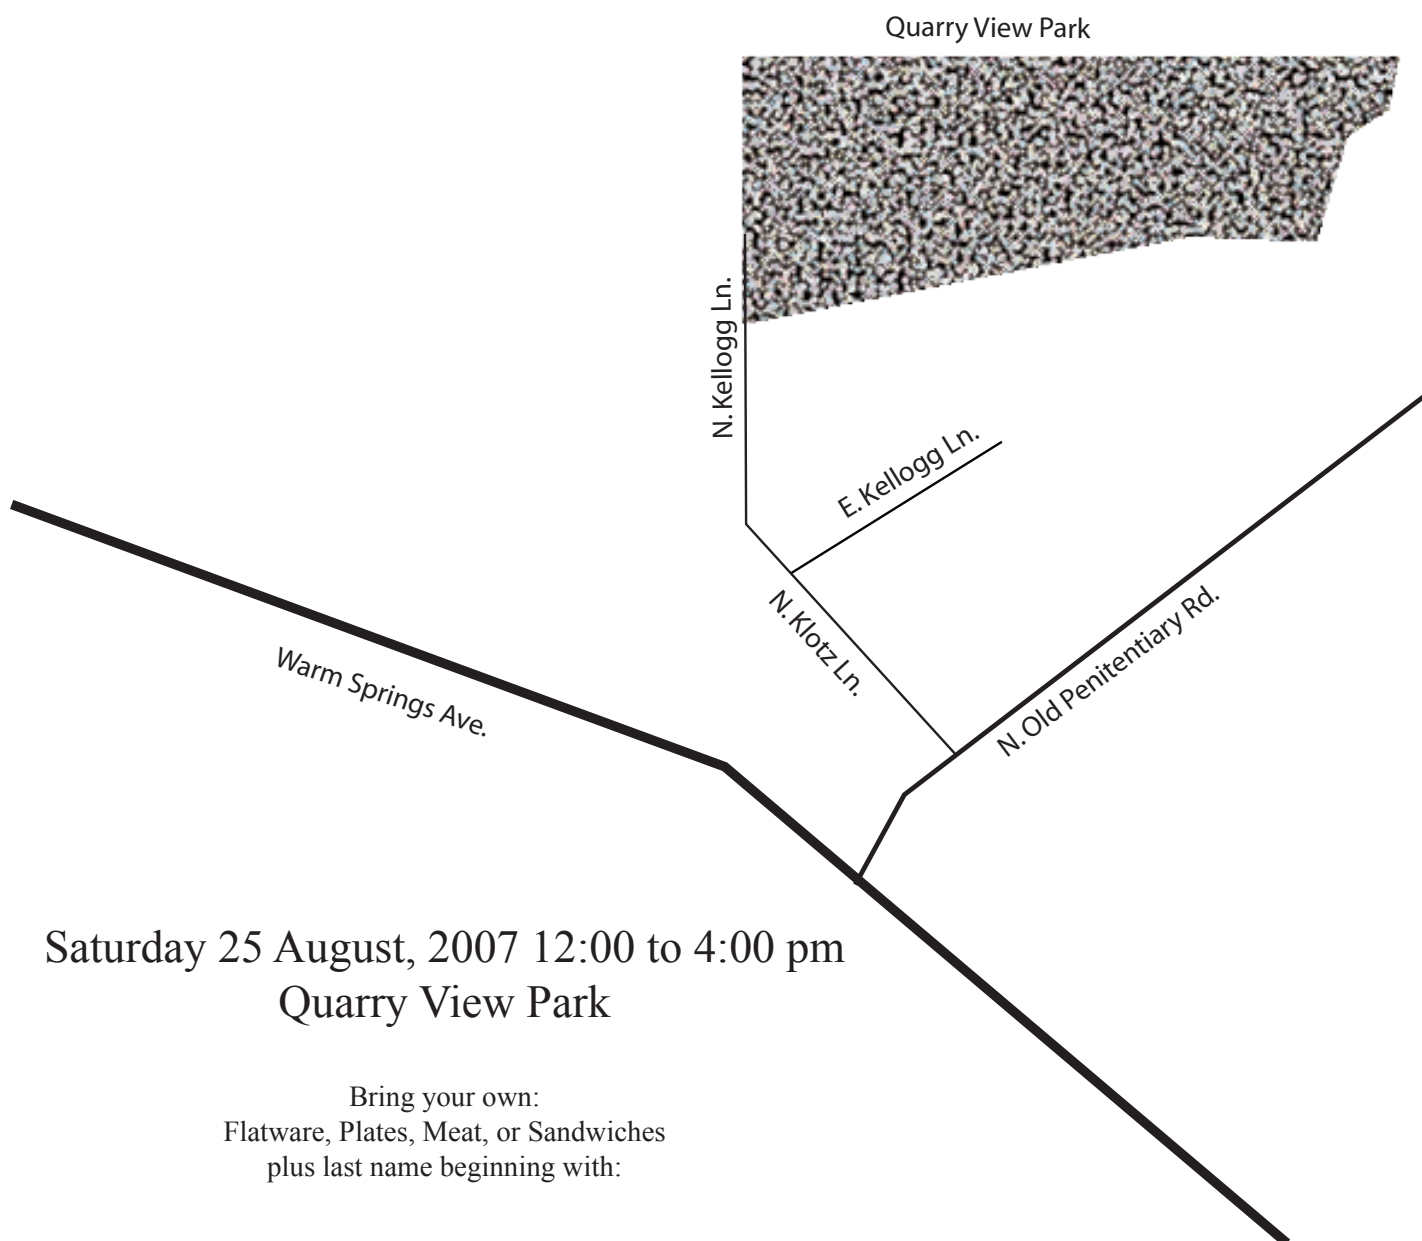 Quarry View Park
N. Kellogg Ln.
E. Kellogg Ln.
N. Klotz Ln.
N. Old Penitentiary Rd.
Warm Springs Ave.
Saturday 25 August, 2007 12:00 to 4:00 pm
Quarry View Park
Bring your own:
Flatware, Plates, Meat, or Sandwiches
plus last name beginning with: